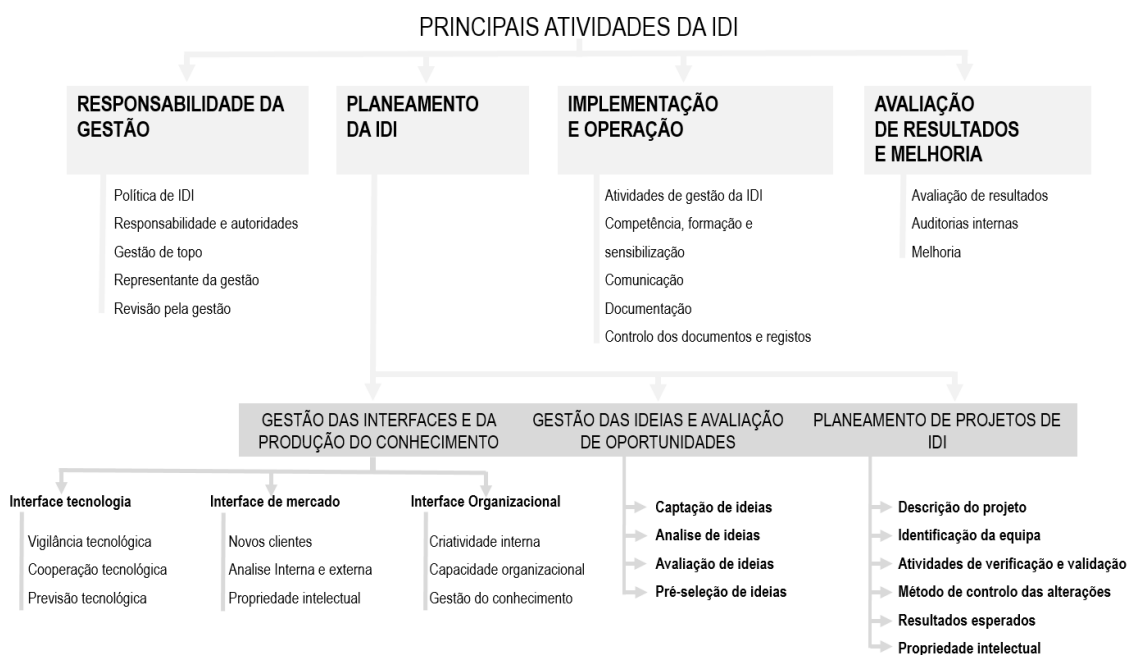 PRINCIPAIS ATIVIDADES DA IDI
RESPONSABILIDADE DA
GESTÃO
Política de IDI
Responsabilidade e autoridades
Gestão de topo
Representante da gestão
Revisão pela gestão
PLANEAMENTO
DA IDI
IMPLEMENTAÇÃO
E OPERAÇÃO
Atividades de gestão da IDI
Competência, formação e
sensibilização
Comunicação
Documentação
Controlo dos documentos e registos
AVALIAÇÃO
DE RESULTADOS
E MELHORIA
Avaliação de resultados
Auditorias internas
Melhoria
GESTÃO DAS INTERFACES E DA
PRODUÇÃO DO CONHECIMENTO
GESTÃO DAS IDEIAS E AVALIAÇÃO
DE OPORTUNIDADES
PLANEAMENTO DE PROJETOS DE
IDI
Interface tecnologia
Vigilância tecnológica
Cooperação tecnológica
Previsão tecnológica
Interface de mercado
Novos clientes
Analise Interna e externa
Propriedade intelectual
Interface Organizacional
Criatividade interna
Capacidade organizacional
Gestão do conhecimento
Captação de ideias
Analise de ideias
Avaliação de ideias
Pré-seleção de ideias
Descrição do projeto
Identificação da equipa
Atividades de verificação e validação
Método de controlo das alterações
Resultados esperados
Propriedade intelectual